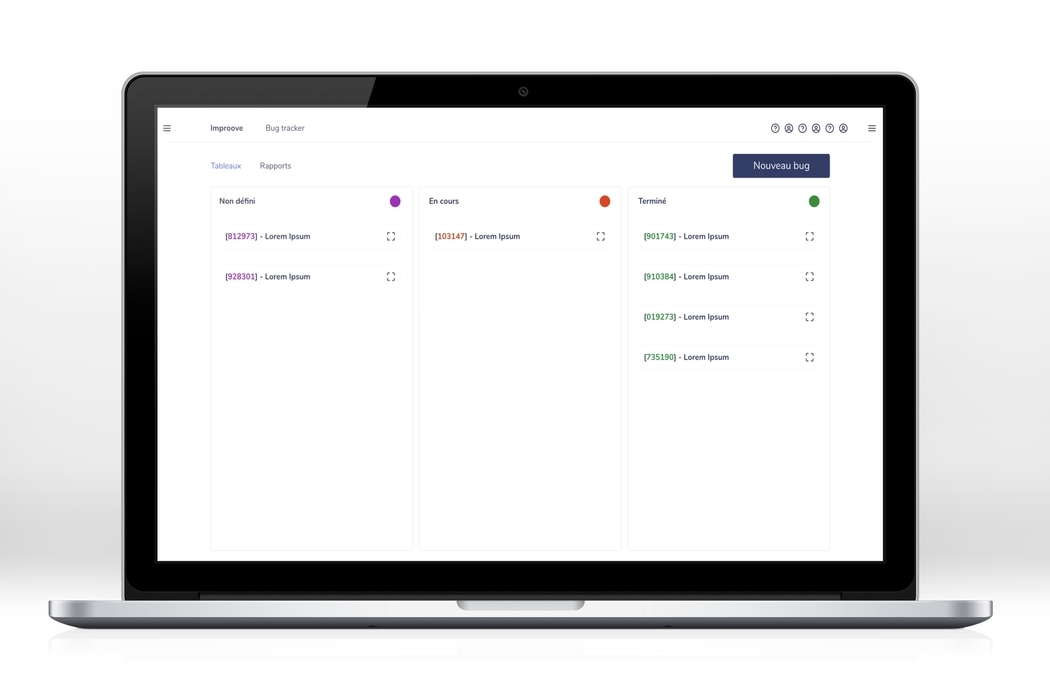 Improove Bug tracker
Tableaux Rapports Nouveau bug
Non défini
[812973] - Lorem Ipsum
[928301] - Lorem Ipsum
En cours
[103147] - Lorem Ipsum
Terminé
[901743] - Lorem Ipsum
[910384] - Lorem Ipsum
[019273] - Lorem Ipsum
[735190] - Lorem Ipsum